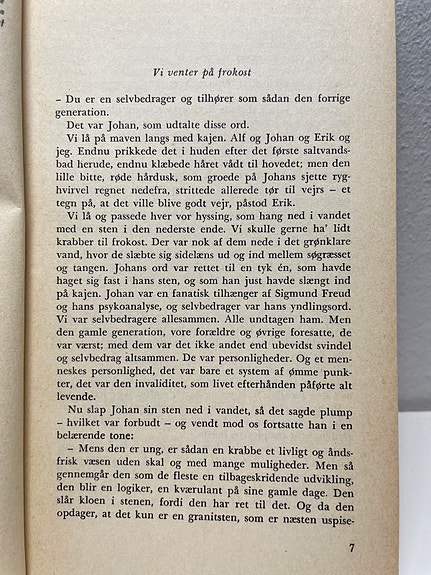 Vi venter på frokost
– Du er en selvbedrager og tilhører som sådan den forrige
generation.
Det var Johan, som udtalte disse ord.
Vi lå på maven langs med kajen. Alf og Johan og Erik og
jeg. Endnu prikkede det i huden efter det første saltvands-
bad herude, endnu klæbede håret vådt til hovedet; men den
lille bitte, røde hårdusk, som groede på Johans sjette ryg-
hvirvel regnet nedefra, strittede allerede tør til vejrs – et
tegn på, at det ville blive godt vejr, påstod Erik.
Vi lå og passede hver vor hyssing, som hang ned i vandet
med en sten i den nederste ende. Vi skulle gerne ha' lidt
krabber til frokost. Der var nok af dem nede i det grønklare
vand, hvor de slæbte sig sidelæns ud og ind mellem søgræsset
og tangen. Johans ord var rettet til en tyk én, som havde
haget sig fast i hans sten, og som han just havde slængt ind
på kajen. Johan var en fanatisk tilhænger af Sigmund Freud
og hans psykoanalyse, og selvbedrager var hans yndlingsord.
Vi var selvbedragere allesammen. Alle undtagen ham. Men
den gamle generation, vore forældre og øvrige foresatte, de
var værst; med dem var det ikke andet end ubevidst svindel
og selvbedrag altsammen. De var personligheder. Og et men-
neskes personlighed, det var bare et system af ømme punk-
ter, det var den invaliditet, som livet efterhånden påførte alt
levende.
Nu slap Johan sin sten ned i vandet, så det sagde plump
– hvilket var forbudt – og vendt mod os fortsatte han i en
belærende tone:
– Mens den er ung, er sådan en krabbe et livligt og ånds-
frisk væsen uden skal og med mange muligheder. Men så
gennemgår den som de fleste en tilbageskridende udvikling,
den blir en logiker, en kværulant på sine gamle dage. Den
slår kloen i stenen, fordi den har ret til det. Og da den
opdager, at det kun er en granitsten, som er næsten uspise-
7